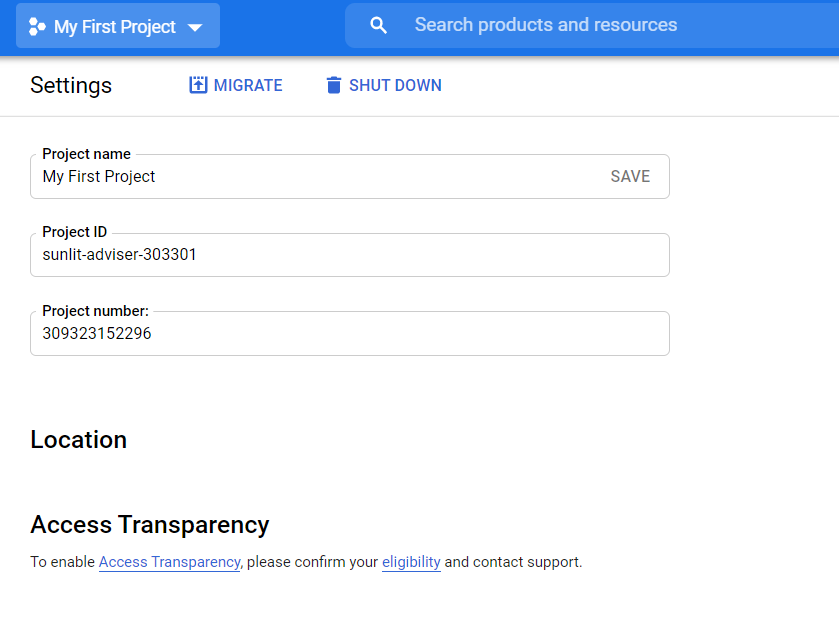 My First Project
Search products and resources
Settings
MIGRATE
SHUT DOWN
Project name
My First Project
SAVE
Project ID
sunlit-adviser-303301
Project number:
309323152296
Location
Access Transparency
To enable Access Transparency, please confirm your eligibility and contact support.